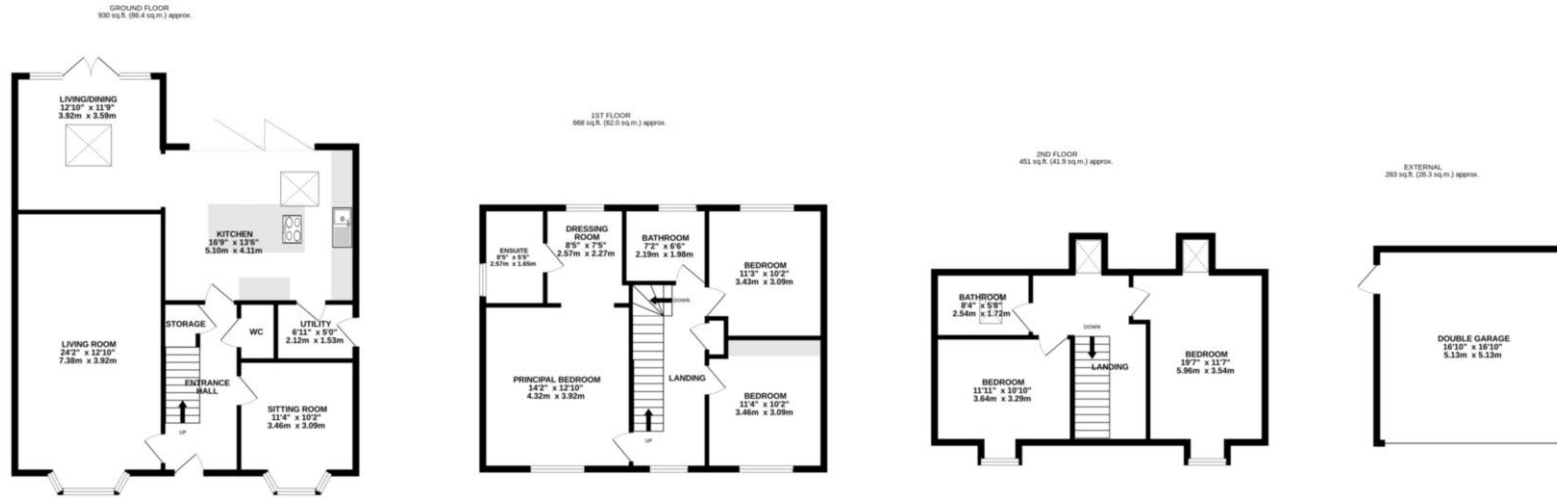 GROUND FLOOR
930 sq.ft. (86.4 sq.m.) approx.
LIVING/DINING
12'10" x 11'9"
3.92m x 3.59m
KITCHEN
16'9" x 13'6"
5.10m x 4.11m
STORAGE
WC
UTILITY
6'11" x 5'0"
2.12m x 1.53m
LIVING ROOM
24'2" x 12'10"
7.38m x 3.92m
ENTRANCE
HALL
UP
SITTING ROOM
11'4" x 10'2"
3.46m x 3.09m
1ST FLOOR
668 sq.ft. (62.0 sq.m.) approx.
ENSUITE
8'5" x 5'5"
2.57m x 1.65m
DRESSING
ROOM
8'5" x 7'5"
2.57m x 2.27m
BATHROOM
7'2" x 6'6"
2.19m x 1.98m
BEDROOM
11'3" x 10'2"
3.43m x 3.09m
DOWN
PRINCIPAL BEDROOM
14'2" x 12'10"
4.32m x 3.92m
LANDING
BEDROOM
11'4" x 10'2"
3.46m x 3.09m
UP
2ND FLOOR
451 sq.ft. (41.9 sq.m.) approx.
BATHROOM
8'4" x 5'8"
2.54m x 1.72m
DOWN
LANDING
BEDROOM
11'11" x 10'10"
3.64m x 3.29m
BEDROOM
19'7" x 11'7"
5.96m x 3.54m
EXTERNAL
283 sq.ft. (26.3 sq.m.) approx.
DOUBLE GARAGE
16'10" x 16'10"
5.13m x 5.13m